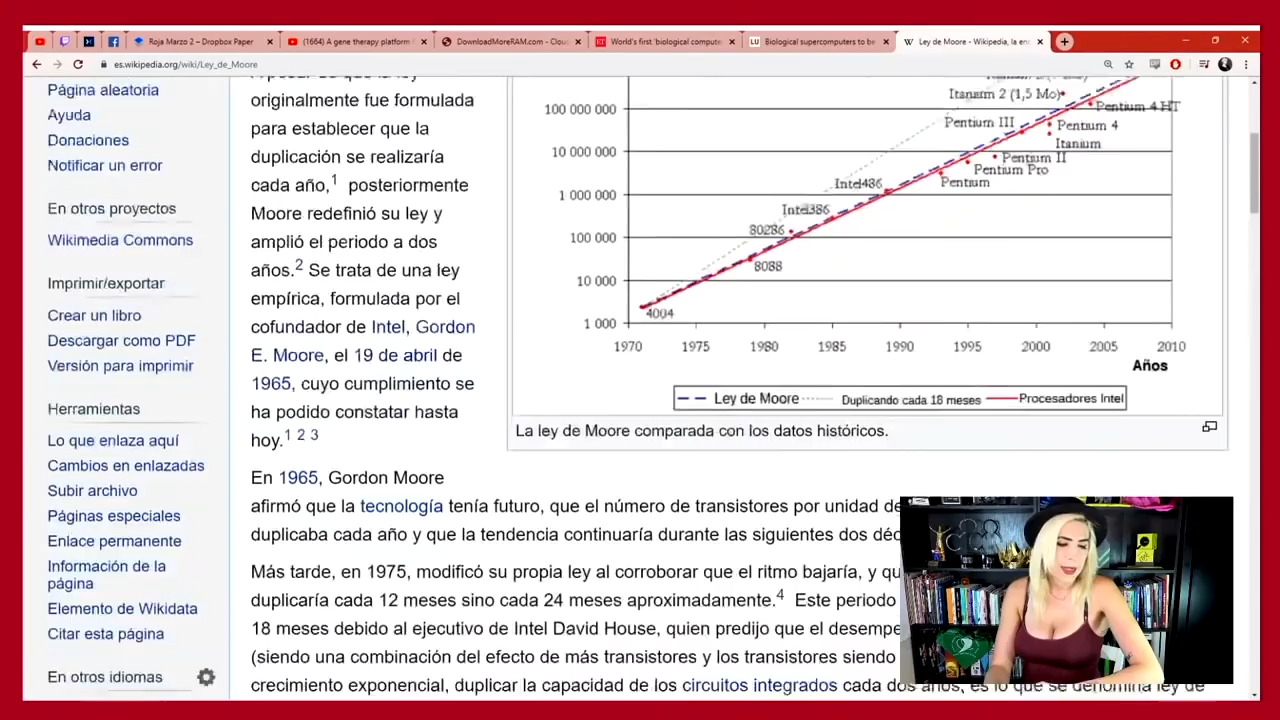 Roja Marzo 2 – Dropbox Paper
(1664) A gene therapy platform f
DownloadMoreRAM.com - Clou
World's first 'biological compute
Biological supercomputers to be
Ley de Moore - Wikipedia, la en
es.wikipedia.org/wiki/Ley_de_Moore
Página aleatoria
Ayuda
Donaciones
Notificar un error
En otros proyectos
Wikimedia Commons
Imprimir/exportar
Crear un libro
Descargar como PDF
Versión para imprimir
Herramientas
Lo que enlaza aquí
Cambios en enlazadas
Subir archivo
Páginas especiales
Enlace permanente
Información de la
página
Elemento de Wikidata
Citar esta página
En otros idiomas
originalmente fue formulada
para establecer que la
duplicación se realizaría
cada año,1 posteriormente
Moore redefinió su ley y
amplió el periodo a dos
años.2 Se trata de una ley
empírica, formulada por el
cofundador de Intel, Gordon
E. Moore, el 19 de abril de
1965, cuyo cumplimiento se
ha podido constatar hasta
hoy.1 2 3
100 000 000
10 000 000
1 000 000
100 000
10 000
1 000
Itanium 2 (1,5 Mo)
Pentium 4 HT
Pentium III
Pentium 4
Itanium
Pentium II
Pentium Pro
Pentium
Intel486
Intel386
80286
8088
4004
1970 1975 1980 1985 1990 1995 2000 2005 2010
Años
Ley de Moore Duplicando cada 18 meses Procesadores Intel
La ley de Moore comparada con los datos históricos.
En 1965, Gordon Moore
afirmó que la tecnología tenía futuro, que el número de transistores por unidad de
duplicaba cada año y que la tendencia continuaría durante las siguientes dos déc
Más tarde, en 1975, modificó su propia ley al corroborar que el ritmo bajaría, y qu
duplicaría cada 12 meses sino cada 24 meses aproximadamente.4 Este periodo
18 meses debido al ejecutivo de Intel David House, quien predijo que el desempe
(siendo una combinación del efecto de más transistores y los transistores siendo
crecimiento exponencial, duplicar la capacidad de los circuitos integrados cada dos años, es lo que se denomina ley de